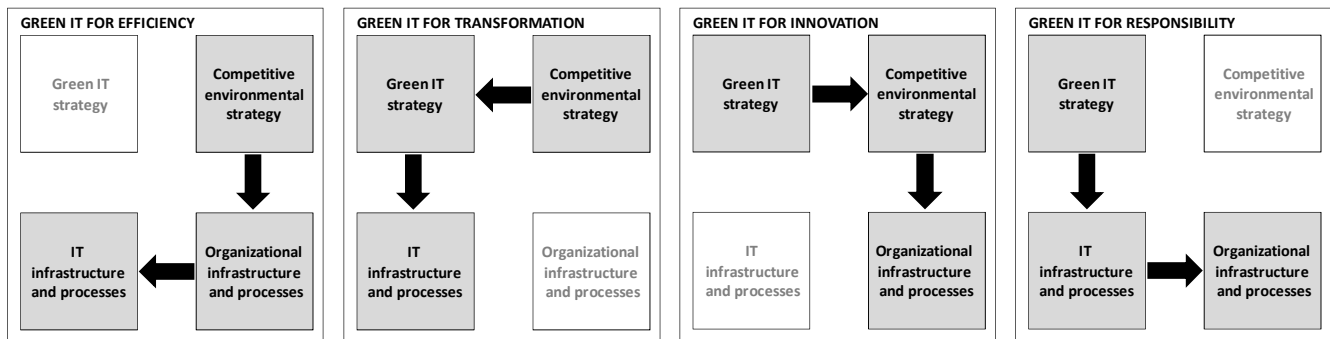 GREEN IT FOR EFFICIENCY
Green IT
strategy
Competitive
environmental
strategy
IT
infrastructure
and processes
Organizational
infrastructure
and processes
GREEN IT FOR TRANSFORMATION
Green IT
strategy
Competitive
environmental
strategy
IT
infrastructure
and processes
Organizational
infrastructure
and processes
GREEN IT FOR INNOVATION
Green IT
strategy
Competitive
environmental
strategy
IT
infrastructure
and processes
Organizational
infrastructure
and processes
GREEN IT FOR RESPONSIBILITY
Green IT
strategy
Competitive
environmental
strategy
IT
infrastructure
and processes
Organizational
infrastructure
and processes